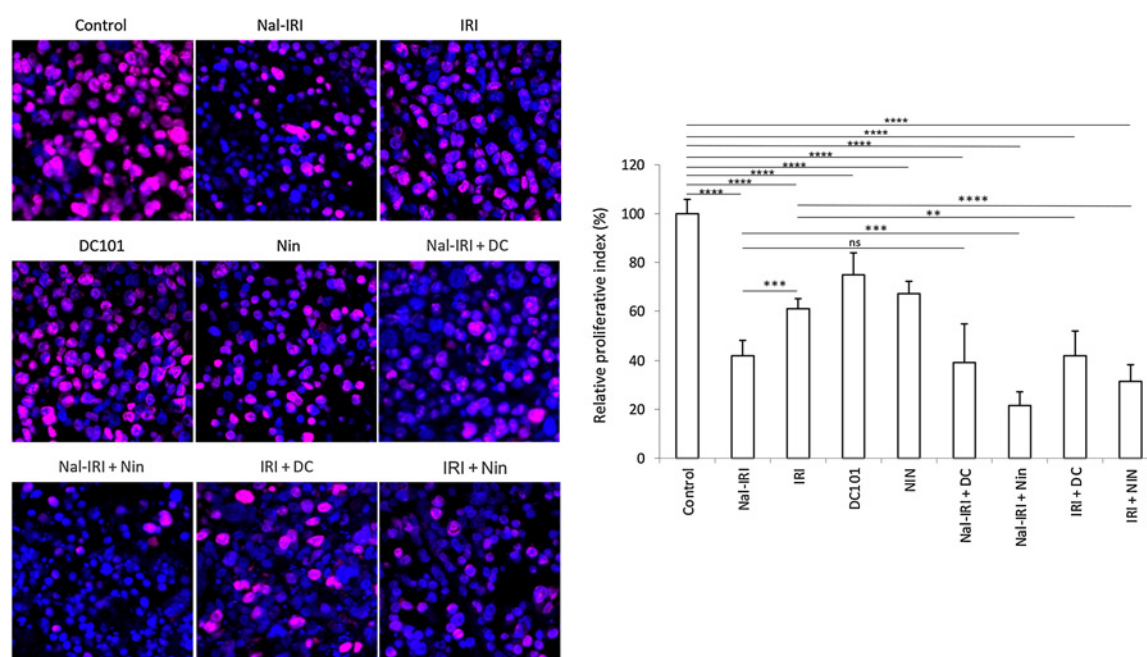 Control Nal-IRI IRI
DC101 Nin Nal-IRI + DC
Nal-IRI + Nin IRI + DC IRI + Nin
****
****
****
****
****
****
****
****
****
**
***
ns
***
Relative proliferative index (%)
120
100
80
60
40
20
0
Control
Nal-IRI
IRI
DC101
NIN
Nal-IRI + DC
Nal-IRI + Nin
IRI + DC
IRI + NIN